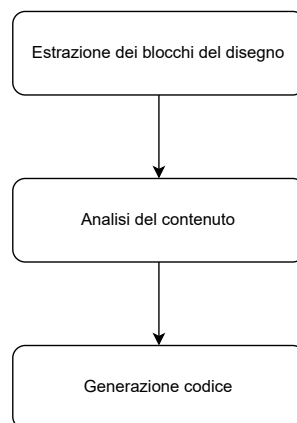 Estrazione dei blocchi del disegno
Analisi del contenuto
Generazione codice